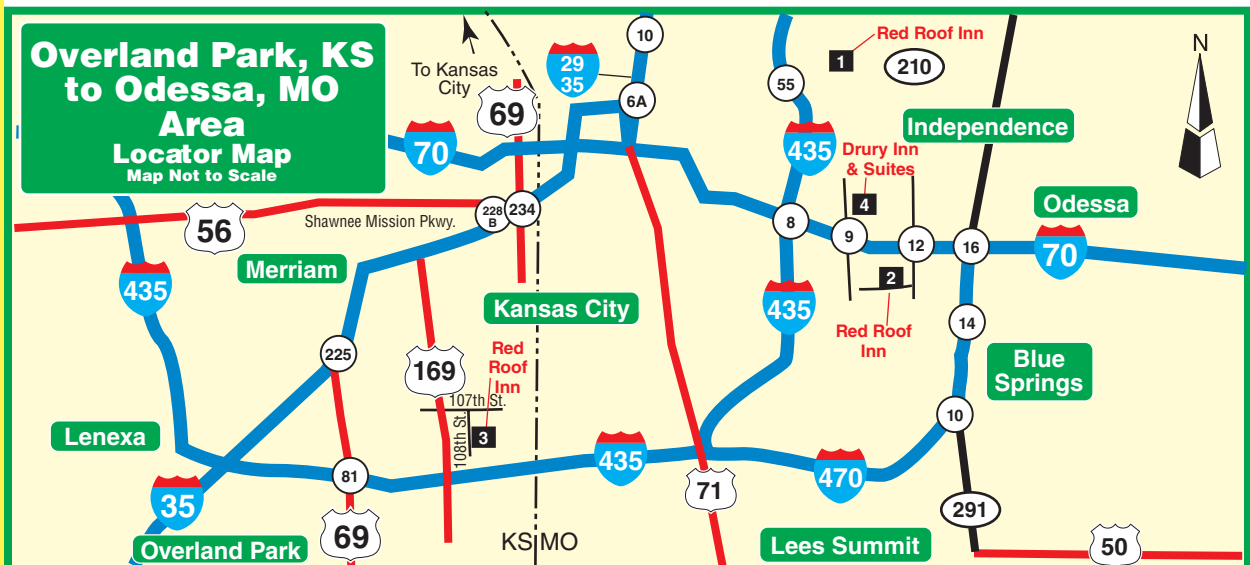 Overland Park, KS
to Odessa, MO
Area
Locator Map
Map Not to Scale
To Kansas
City
69
29
35
10
6A
55
1
Red Roof Inn
210
N
70
435
Independence
Drury Inn
& Suites
4
56
Shawnee Mission Pkwy.
228
B
234
8
9
12
16
Odessa
70
Merriam
435
Kansas City
435
2
Red Roof
Inn
14
225
169
Red
Roof
Inn
107th St.
108th St.
3
Blue
Springs
10
Lenexa
81
435
470
71
35
69
291
Overland Park
KS
MO
Lees Summit
50